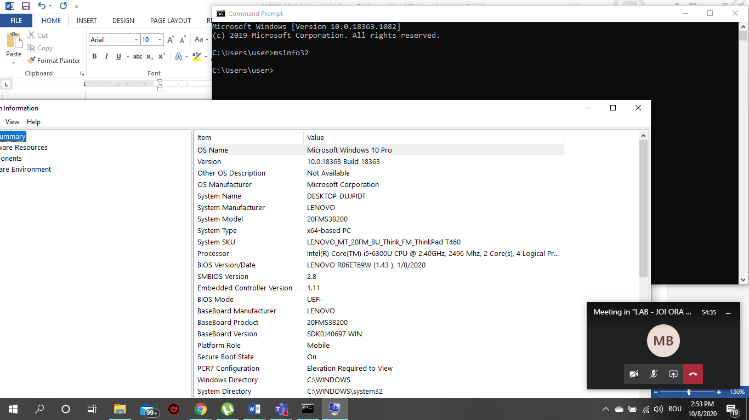 FILE HOME INSERT DESIGN PAGE LAYOUT
Cut
Copy
Paste
Format Painter
Clipboard
Arial 10
Font
Command Prompt
Microsoft Windows [Version 10.0.18363.1082]
(c) 2019 Microsoft Corporation. All rights reserved.
C:\Users\user>msinfo32
C:\Users\user>
n Information
View Help
ummary
ware Resources
onents
are Environment
Item Value
OS Name Microsoft Windows 10 Pro
Version 10.0.18363 Build 18363
Other OS Description Not Available
OS Manufacturer Microsoft Corporation
System Name DESKTOP-DUJPIDT
System Manufacturer LENOVO
System Model 20FMS38200
System Type x64-based PC
System SKU LENOVO_MT_20FM_BU_Think_FM_ThinkPad T460
Processor Intel(R) Core(TM) i5-6300U CPU @ 2.40GHz, 2496 Mhz, 2 Core(s), 4 Logical Pr...
BIOS Version/Date LENOVO R06ET69W (1.43 ), 1/8/2020
SMBIOS Version 2.8
Embedded Controller Version 1.11
BIOS Mode UEFI
BaseBoard Manufacturer LENOVO
BaseBoard Product 20FMS38200
BaseBoard Version SDK0J40697 WIN
Platform Role Mobile
Secure Boot State On
PCR7 Configuration Elevation Required to View
Windows Directory C:\WINDOWS
System Directory C:\WINDOWS\system32
Meeting in "LAB - JOI ORA ... 54:35
MB
130%
99+
ROU
2:53 PM
10/8/2020
19